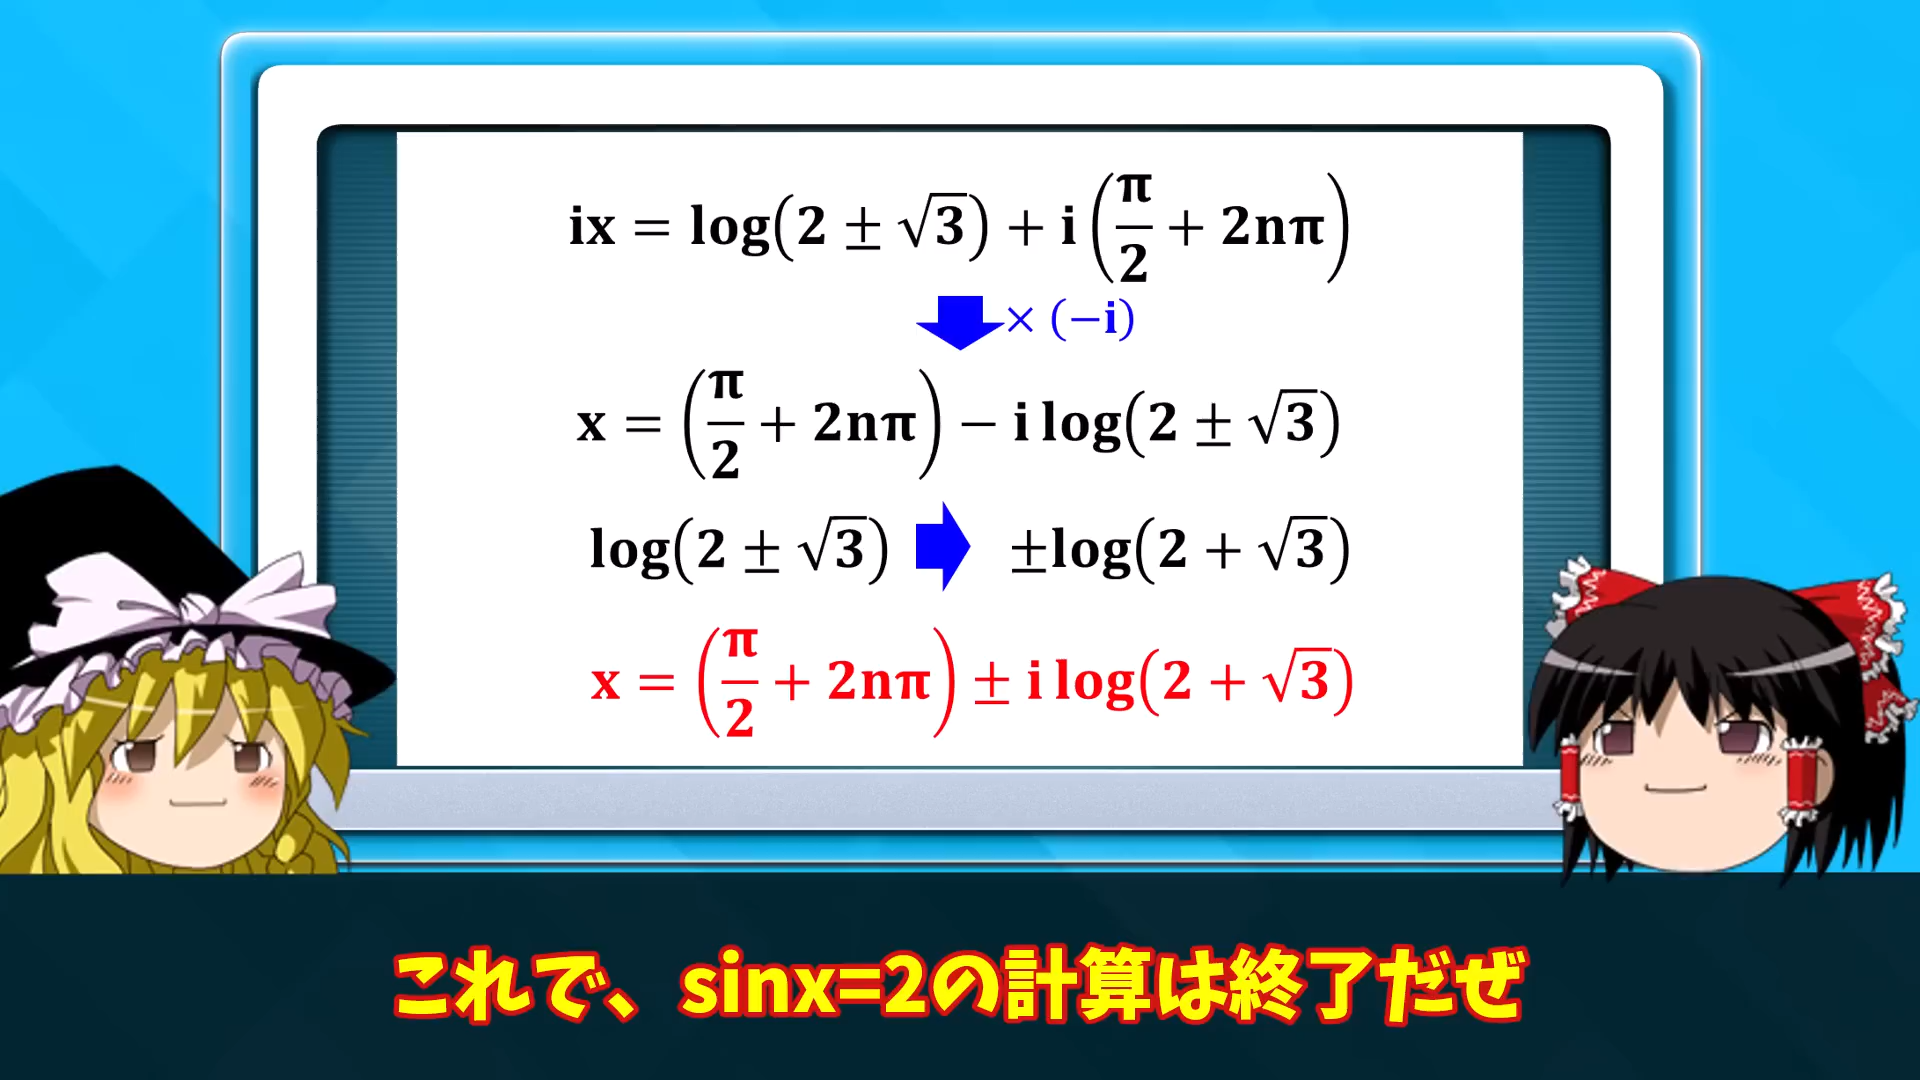 ix = log(2 ± √3) + i(π/2 + 2nπ)
× (−i)
x = (π/2 + 2nπ) − i log(2 ± √3)
log(2 ± √3) ±log(2 + √3)
x = (π/2 + 2nπ) ± i log(2 + √3)
これで、sinx=2の計算は終了だぜ